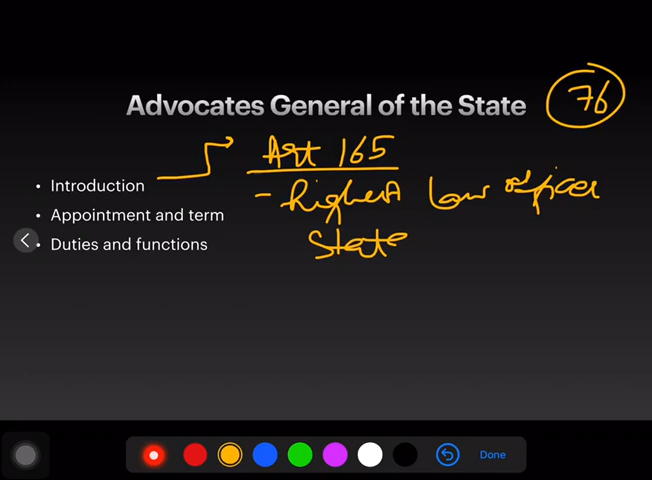 Advocates General of the State 76
Art 165
• Introduction
- highest law officer
• Appointment and term
State
• Duties and functions
Done